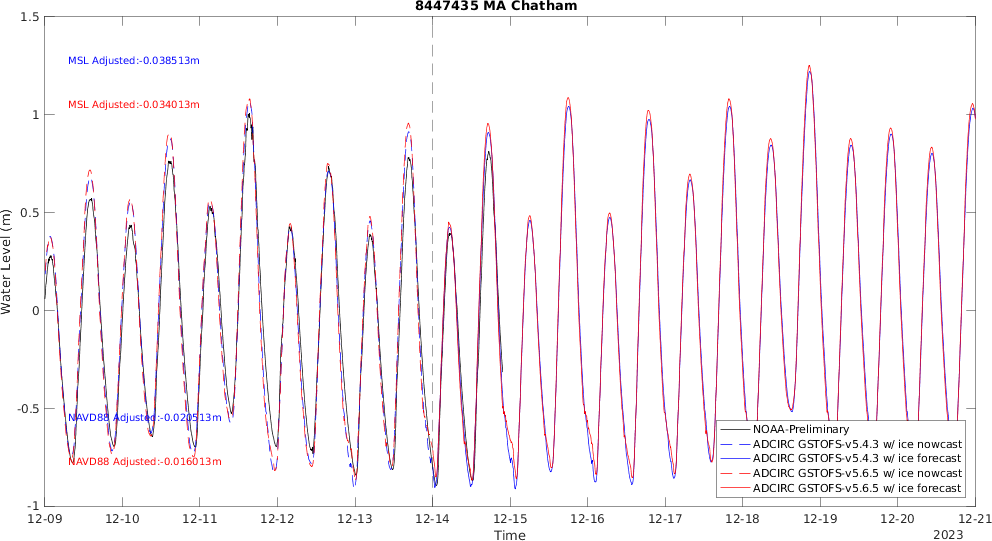 8447435 MA Chatham
1.5
1
0.5
0
-0.5
-1
Water Level (m)
MSL Adjusted:-0.038513m
MSL Adjusted:-0.034013m
NAVD88 Adjusted:-0.020513m
NAVD88 Adjusted:-0.016013m
NOAA-Preliminary
ADCIRC GSTOFS-v5.4.3 w/ ice nowcast
ADCIRC GSTOFS-v5.4.3 w/ ice forecast
ADCIRC GSTOFS-v5.6.5 w/ ice nowcast
ADCIRC GSTOFS-v5.6.5 w/ ice forecast
12-09 12-10 12-11 12-12 12-13 12-14 12-15 12-16 12-17 12-18 12-19 12-20 12-21
Time
2023